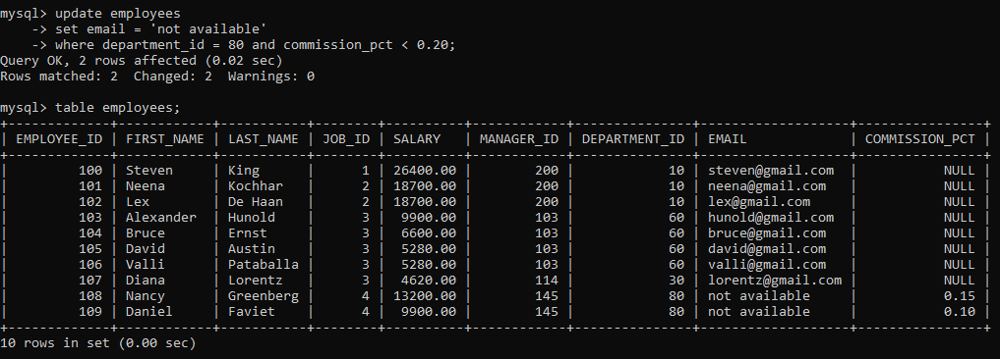 mysql> update employees
    -> set email = 'not available'
    -> where department_id = 80 and commission_pct < 0.20;
Query OK, 2 rows affected (0.02 sec)
Rows matched: 2  Changed: 2  Warnings: 0

mysql> table employees;
+-------------+------------+-----------+--------+----------+------------+---------------+-------------------+----------------+
| EMPLOYEE_ID | FIRST_NAME | LAST_NAME | JOB_ID | SALARY   | MANAGER_ID | DEPARTMENT_ID | EMAIL             | COMMISSION_PCT |
+-------------+------------+-----------+--------+----------+------------+---------------+-------------------+----------------+
|         100 | Steven     | King      |      1 | 26400.00 |        200 |            10 | steven@gmail.com  |           NULL |
|         101 | Neena      | Kochhar   |      2 | 18700.00 |        200 |            10 | neena@gmail.com   |           NULL |
|         102 | Lex        | De Haan   |      2 | 18700.00 |        200 |            10 | lex@gmail.com     |           NULL |
|         103 | Alexander  | Hunold    |      3 |  9900.00 |        103 |            60 | hunold@gmail.com  |           NULL |
|         104 | Bruce      | Ernst     |      3 |  6600.00 |        103 |            60 | bruce@gmail.com   |           NULL |
|         105 | David      | Austin    |      3 |  5280.00 |        103 |            60 | david@gmail.com   |           NULL |
|         106 | Valli      | Pataballa |      3 |  5280.00 |        103 |            60 | valli@gmail.com   |           NULL |
|         107 | Diana      | Lorentz   |      3 |  4620.00 |        114 |            30 | lorentz@gmail.com |           NULL |
|         108 | Nancy      | Greenberg |      4 | 13200.00 |        145 |            80 | not available     |           0.15 |
|         109 | Daniel     | Faviet    |      4 |  9900.00 |        145 |            80 | not available     |           0.10 |
+-------------+------------+-----------+--------+----------+------------+---------------+-------------------+----------------+
10 rows in set (0.00 sec)